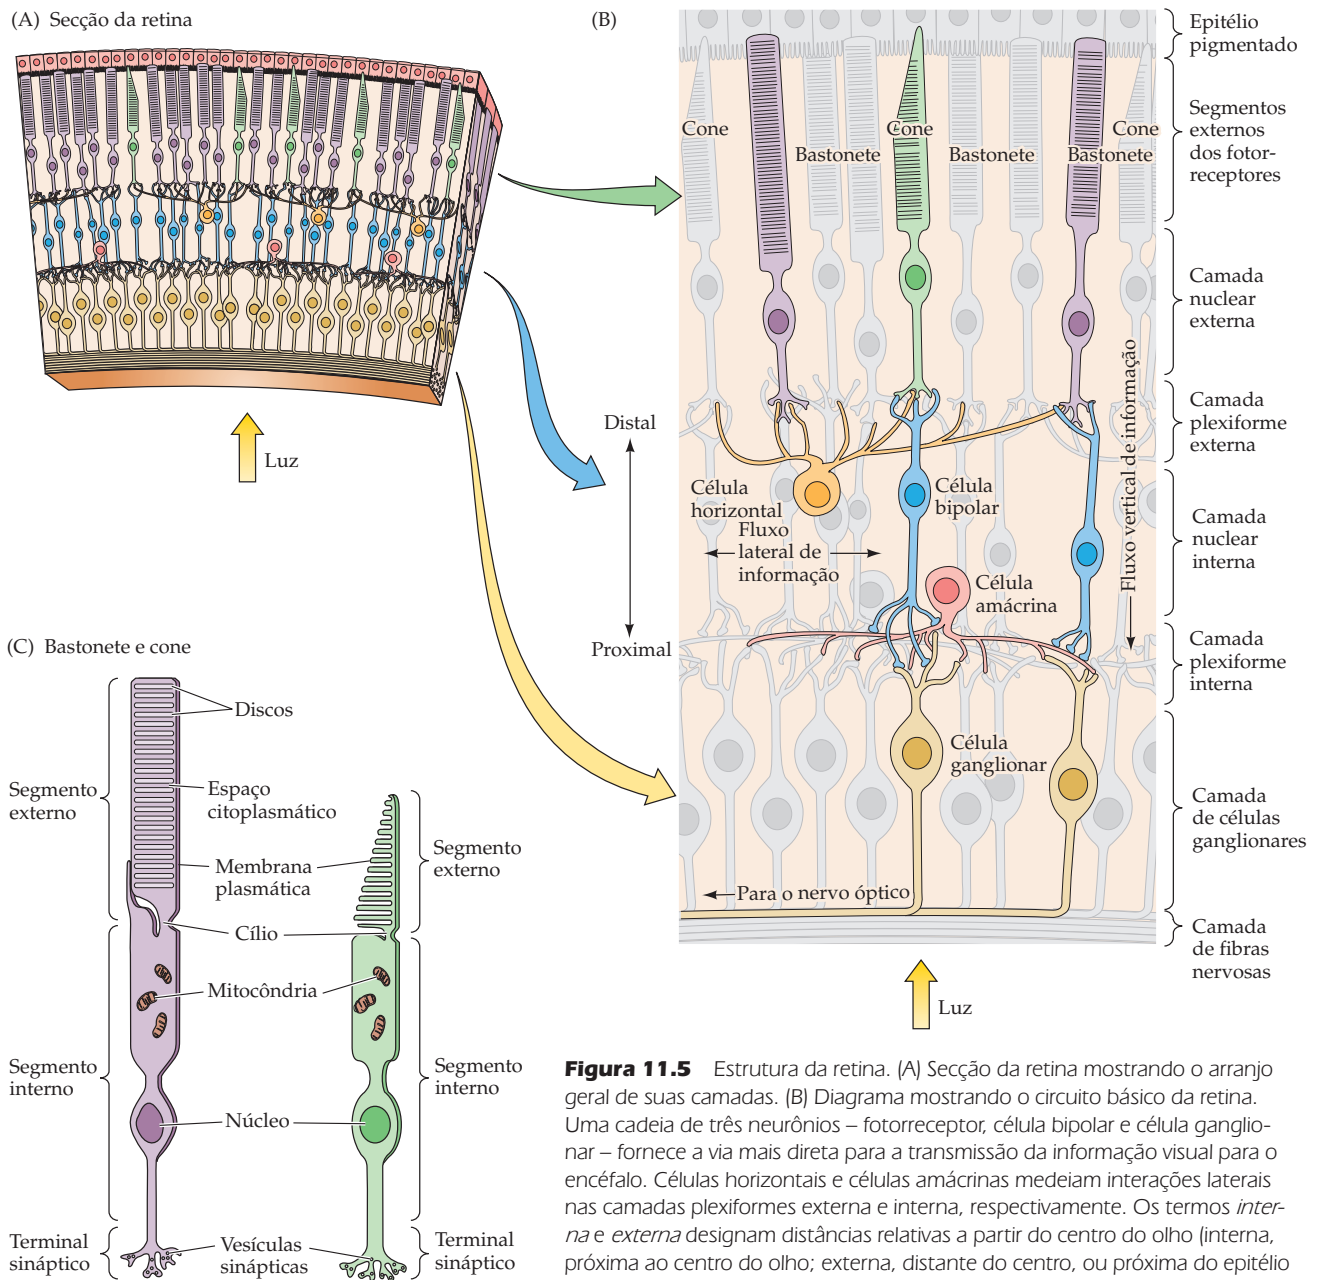 (A) Secção da retina
Luz
(B)
Cone
Bastonete
Cone
Bastonete
Bastonete
Cone
Célula
horizontal
Fluxo
lateral de
informação
Célula
bipolar
Célula
amácrina
Célula
ganglionar
Para o nervo óptico
Fluxo vertical de informação
Luz
Distal
Proximal
Epitélio
pigmentado
Segmentos
externos
dos fotor-
receptores
Camada
nuclear
externa
Camada
plexiforme
externa
Camada
nuclear
interna
Camada
plexiforme
interna
Camada
de células
ganglionares
Camada
de fibras
nervosas
(C) Bastonete e cone
Segmento
externo
Segmento
interno
Terminal
sináptico
Discos
Espaço
citoplasmático
Membrana
plasmática
Cílio
Mitocôndria
Núcleo
Vesículas
sinápticas
Segmento
externo
Segmento
interno
Terminal
sináptico
Figura 11.5 Estrutura da retina. (A) Secção da retina mostrando o arranjo
geral de suas camadas. (B) Diagrama mostrando o circuito básico da retina.
Uma cadeia de três neurônios – fotorreceptor, célula bipolar e célula ganglio-
nar – fornece a via mais direta para a transmissão da informação visual para o
encéfalo. Células horizontais e células amácrinas medeiam interações laterais
nas camadas plexiformes externa e interna, respectivamente. Os termos inter-
na e externa designam distâncias relativas a partir do centro do olho (interna,
próxima ao centro do olho; externa, distante do centro, ou próxima do epitélio